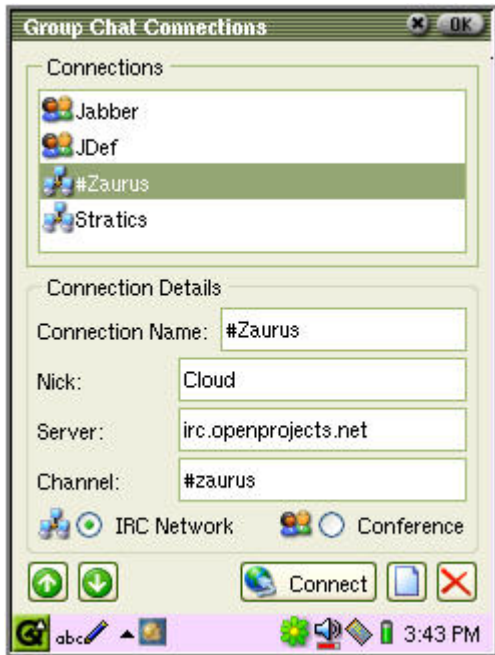 Group Chat Connections OK
Connections
Jabber
JDef
#Zaurus
Stratics
Connection Details
Connection Name: #Zaurus
Nick: Cloud
Server: irc.openprojects.net
Channel: #zaurus
IRC Network Conference
Connect
abc 3:43 PM